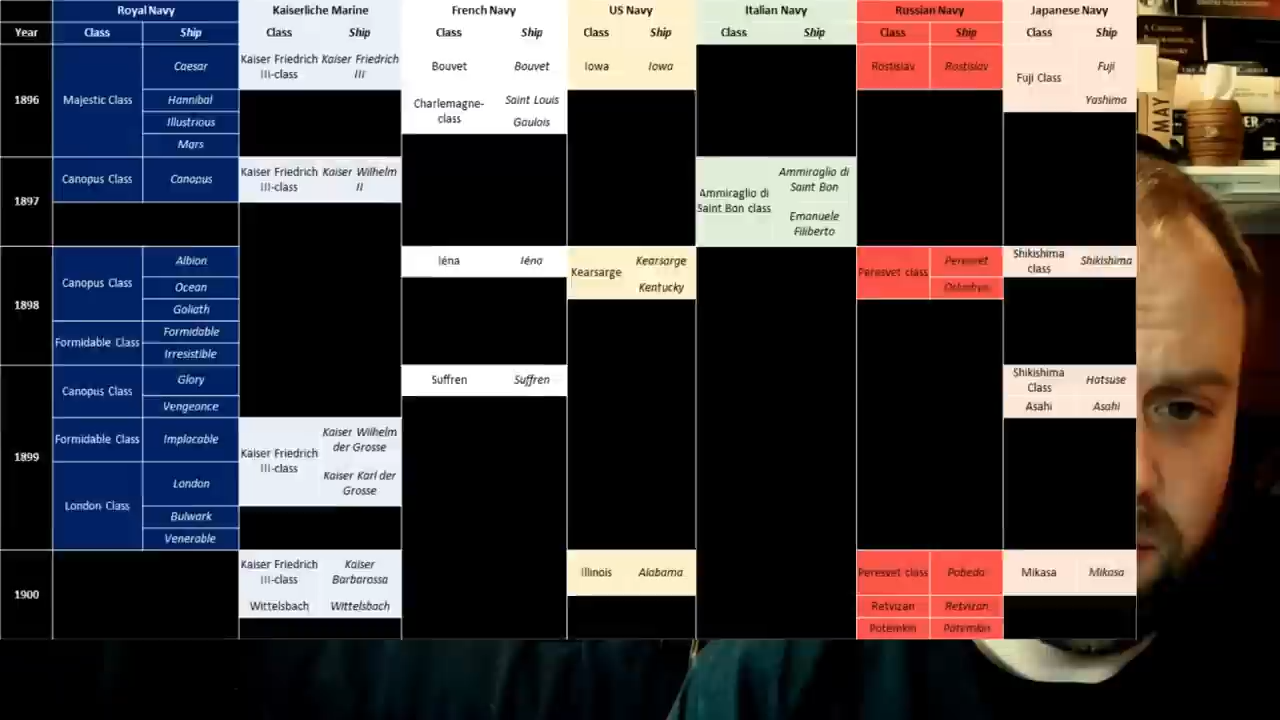 Royal Navy Kaiserliche Marine French Navy US Navy Italian Navy Russian Navy Japanese Navy
Year Class Ship Class Ship Class Ship Class Ship Class Ship Class Ship Class Ship
1896
Majestic Class
Caesar
Hannibal
Illustrious
Mars
Kaiser Friedrich
III-class
Kaiser Friedrich
III
Bouvet Bouvet
Charlemagne-
class
Saint Louis
Gaulois
Iowa Iowa
Rostislav Rostislav
Fuji Class
Fuji
Yashima
1897
Canopus Class Canopus
Kaiser Friedrich
III-class
Kaiser Wilhelm
II
Ammiraglio di
Saint Bon class
Ammiraglio di
Saint Bon
Emanuele
Filiberto
1898
Canopus Class
Albion
Ocean
Goliath
Formidable Class
Formidable
Irresistible
Iéna Iéna
Kearsarge
Kearsarge
Kentucky
Peresvet class
Peresvet
Shikishima
class
Shikishima
1899
Canopus Class
Glory
Vengeance
Formidable Class Implacable
London Class
London
Bulwark
Venerable
Kaiser Friedrich
III-class
Kaiser Wilhelm
der Grosse
Kaiser Karl der
Grosse
Suffren Suffren
Shikishima
Class
Hatsuse
Asahi Asahi
1900
Kaiser Friedrich
III-class
Kaiser
Barbarossa
Wittelsbach Wittelsbach
Illinois Alabama
Peresvet class Pobeda
Retvizan Retvizan
Potemkin Potemkin
Mikasa Mikasa
MAY